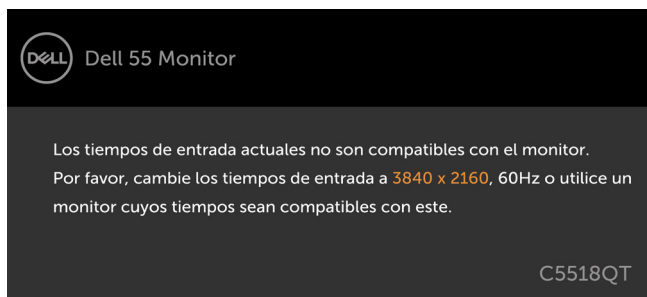 DELL Dell 55 Monitor
Los tiempos de entrada actuales no son compatibles con el monitor.
Por favor, cambie los tiempos de entrada a 3840 x 2160, 60Hz o utilice un
monitor cuyos tiempos sean compatibles con este.
C5518QT